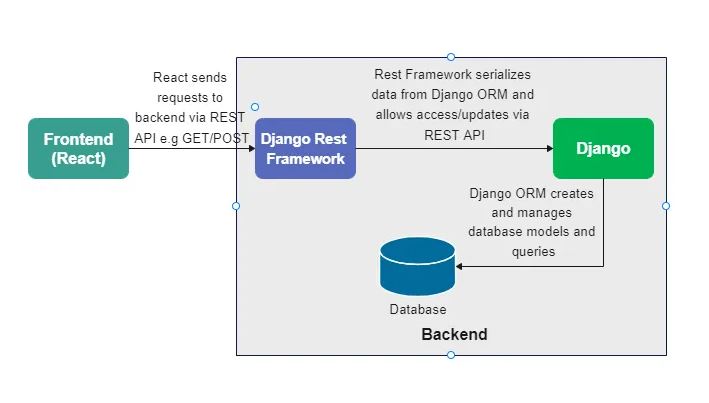 React sends
requests to
backend via REST
API e.g GET/POST
Frontend
(React)
Django Rest
Framework
Rest Framework serializes
data from Django ORM and
allows access/updates via
REST API
Django
Django ORM creates
and manages
database models and
queries
Database
Backend